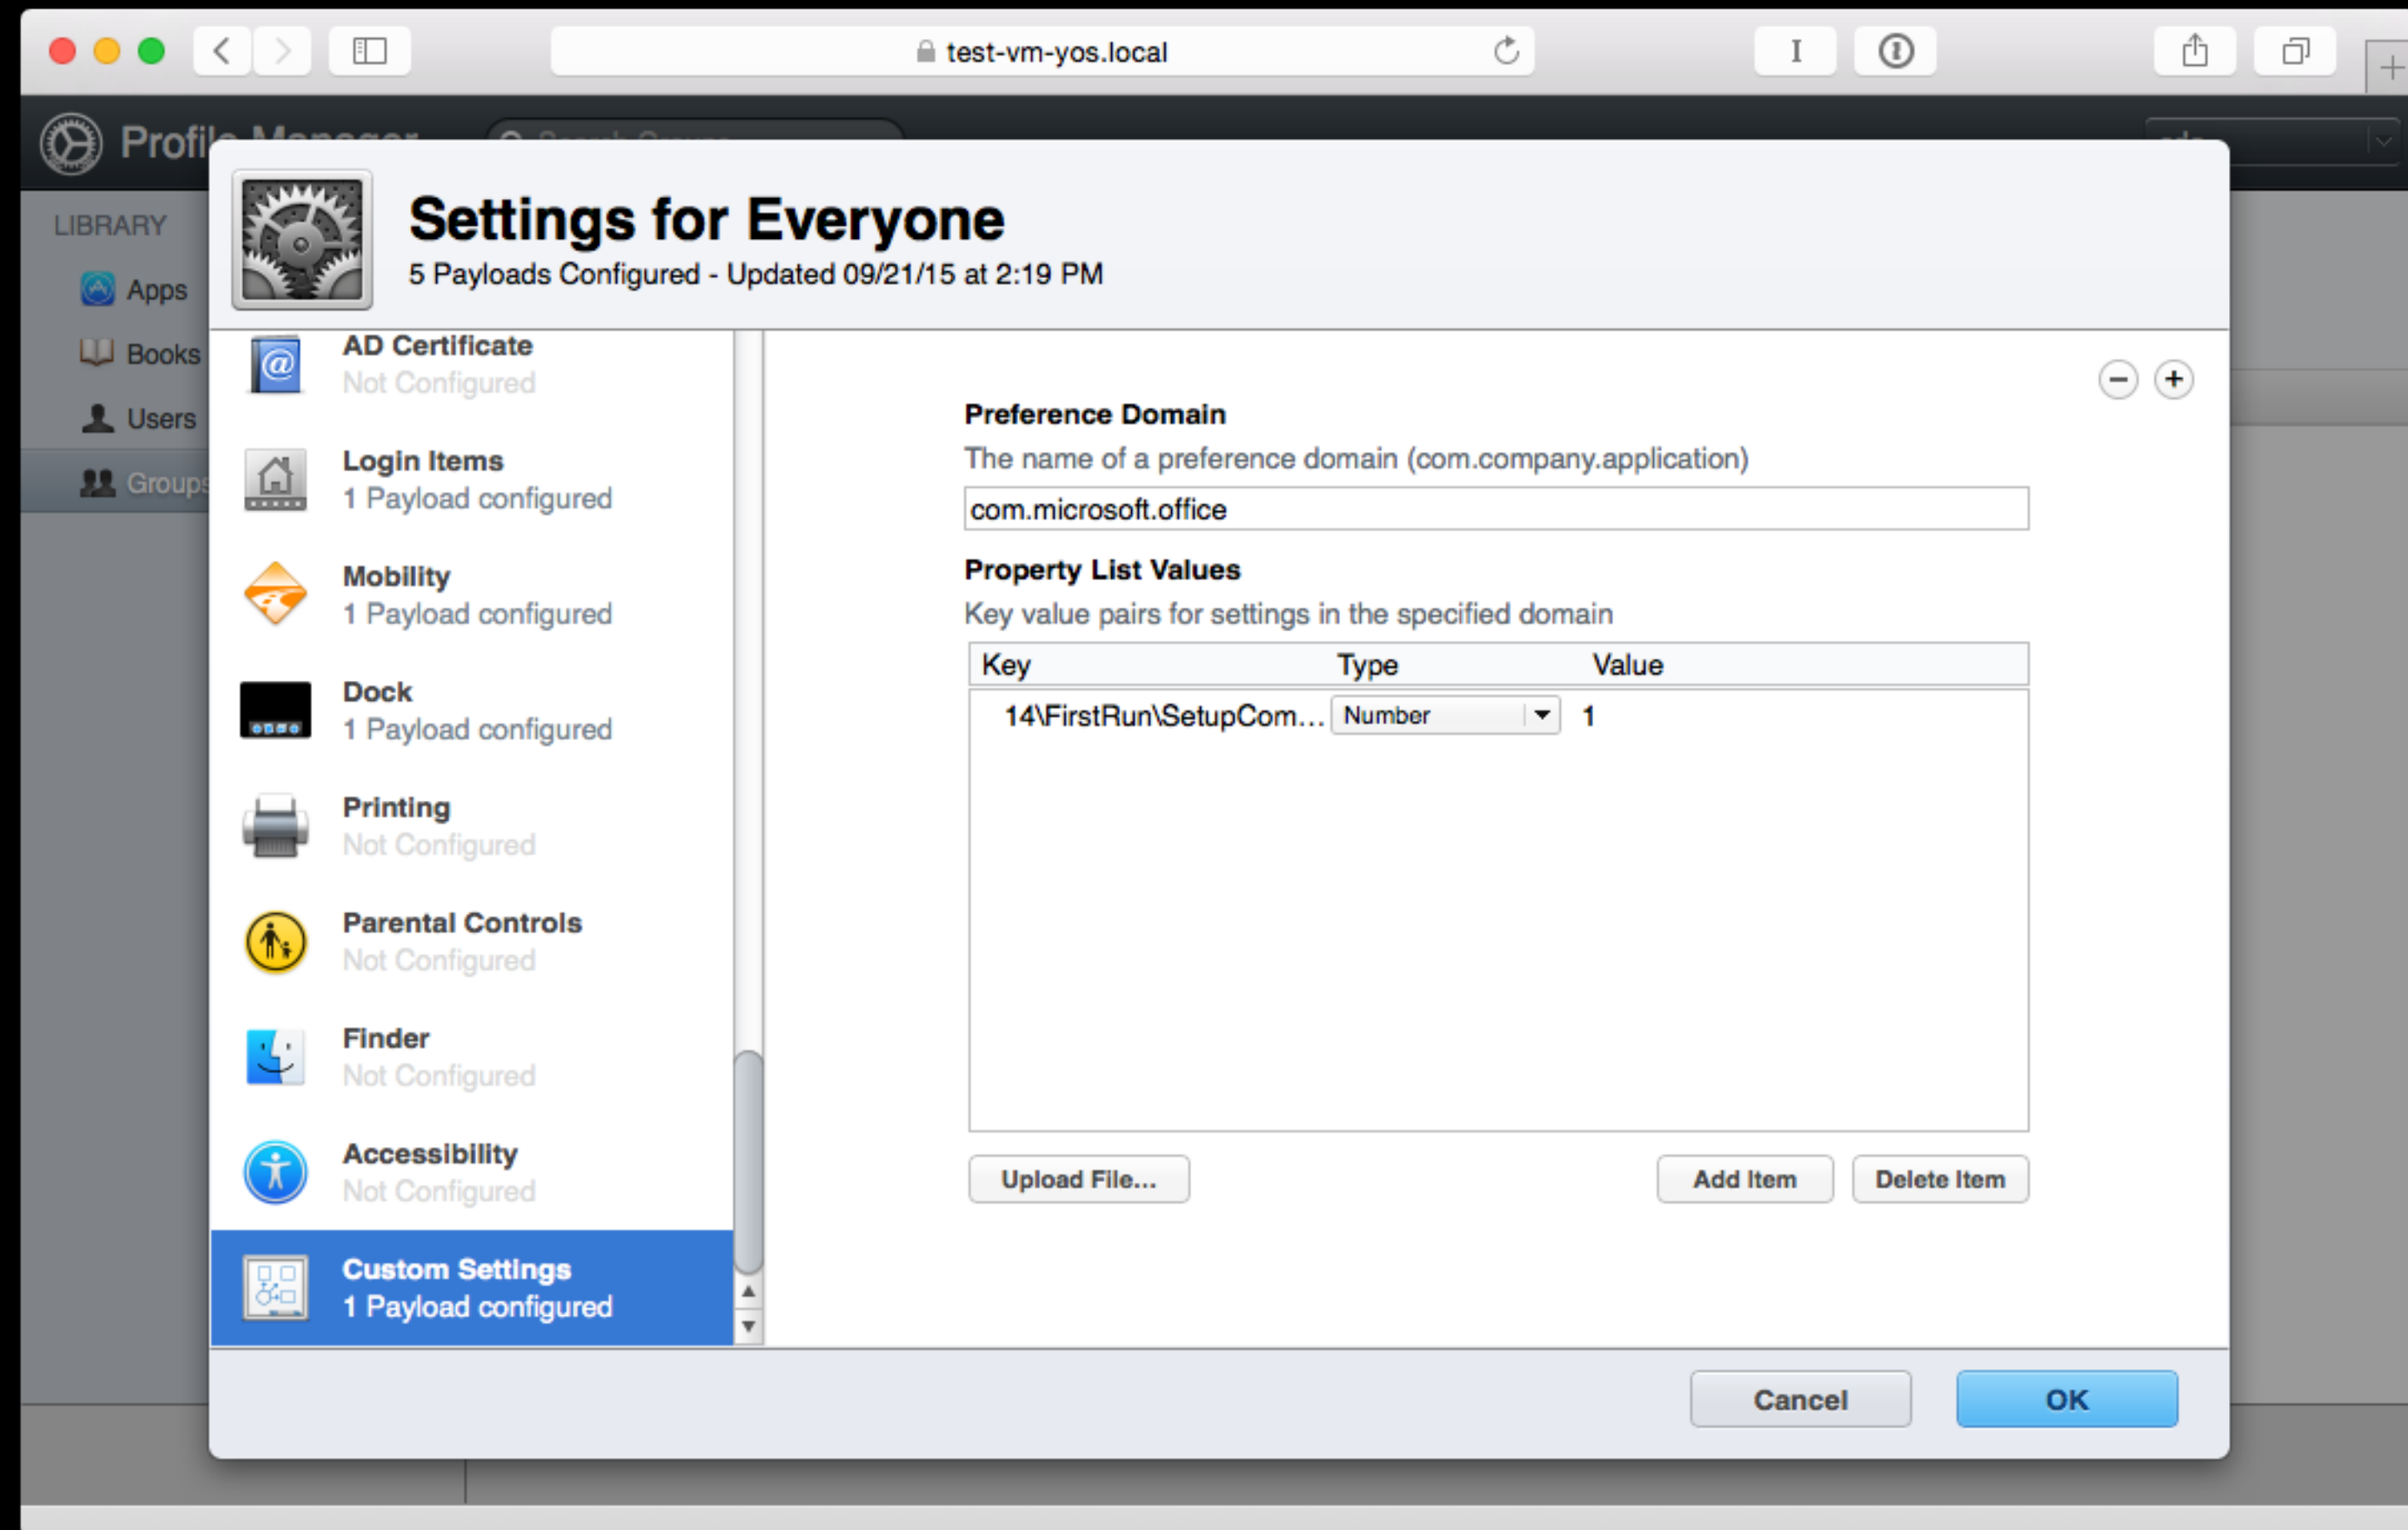 test-vm-yos.local
Profile Manager
Search Groups
LIBRARY
Apps
Books
Users
Groups
Settings for Everyone
5 Payloads Configured - Updated 09/21/15 at 2:19 PM
AD Certificate
Not Configured
Login Items
1 Payload configured
Mobility
1 Payload configured
Dock
1 Payload configured
Printing
Not Configured
Parental Controls
Not Configured
Finder
Not Configured
Accessibility
Not Configured
Custom Settings
1 Payload configured
Preference Domain
The name of a preference domain (com.company.application)
com.microsoft.office
Property List Values
Key value pairs for settings in the specified domain
Key Type Value
14\FirstRun\SetupCom... Number 1
Upload File... Add Item Delete Item
Cancel OK